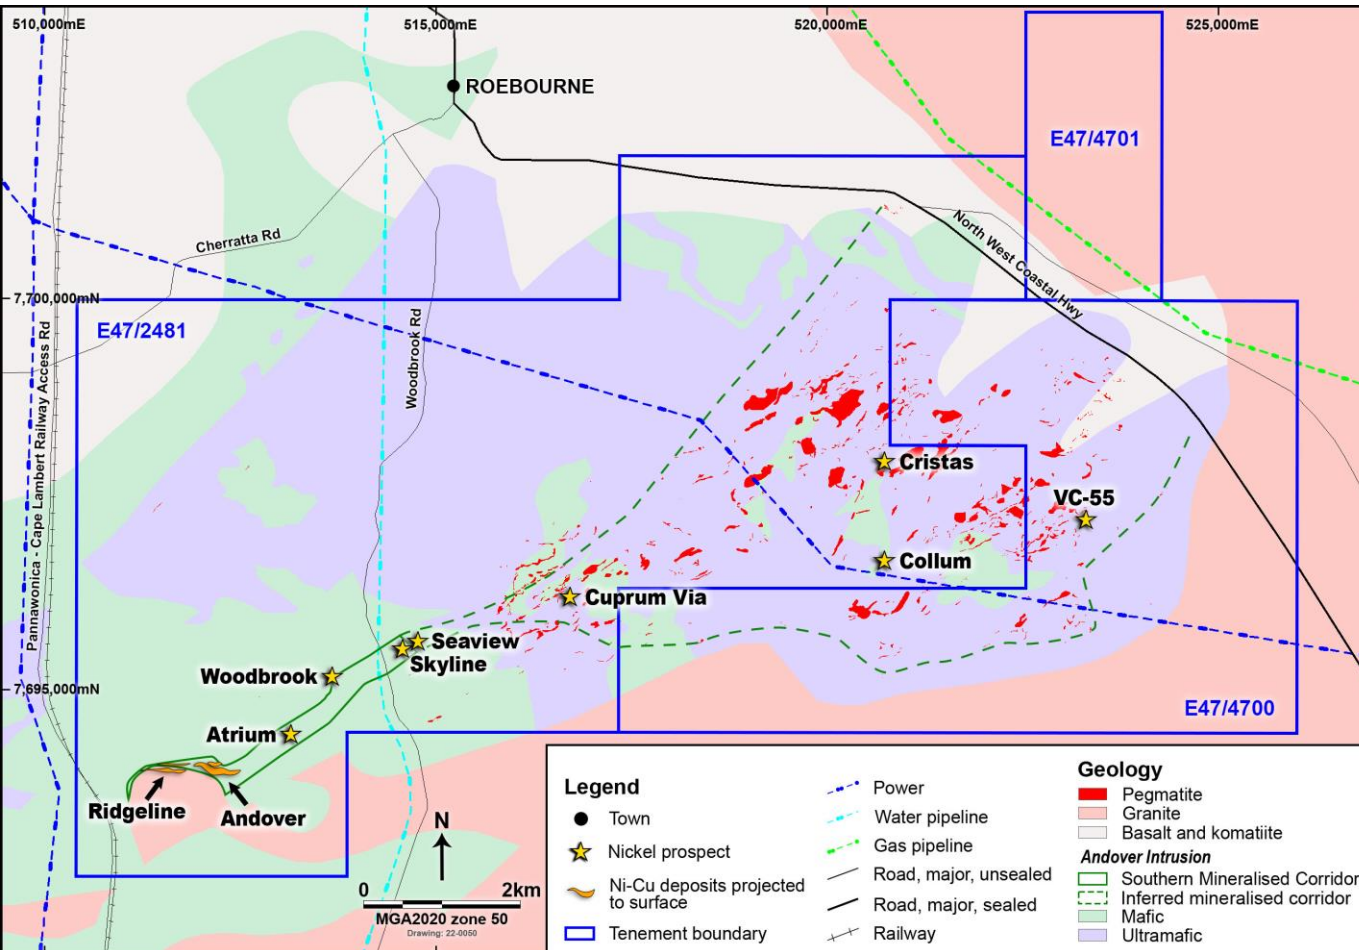 510,000mE
515,000mE
520,000mE
525,000mE
ROEBOURNE
E47/4701
Cherratta Rd
North West Coastal Hwy
7,700,000mN
E47/2481
Woodbrook Rd
Pannawonica - Cape Lambert Railway Access Rd
Cristas
VC-55
Collum
Cuprum Via
Seaview
Skyline
Woodbrook
7,695,000mN
E47/4700
Atrium
Ridgeline
Andover
N
0 2km
MGA2020 zone 50
Drawing: 22-0050
Legend
Town
Nickel prospect
Ni-Cu deposits projected
to surface
Tenement boundary
Power
Water pipeline
Gas pipeline
Road, major, unsealed
Road, major, sealed
Railway
Geology
Pegmatite
Granite
Basalt and komatiite
Andover Intrusion
Southern Mineralised Corridor
Inferred mineralised corridor
Mafic
Ultramafic